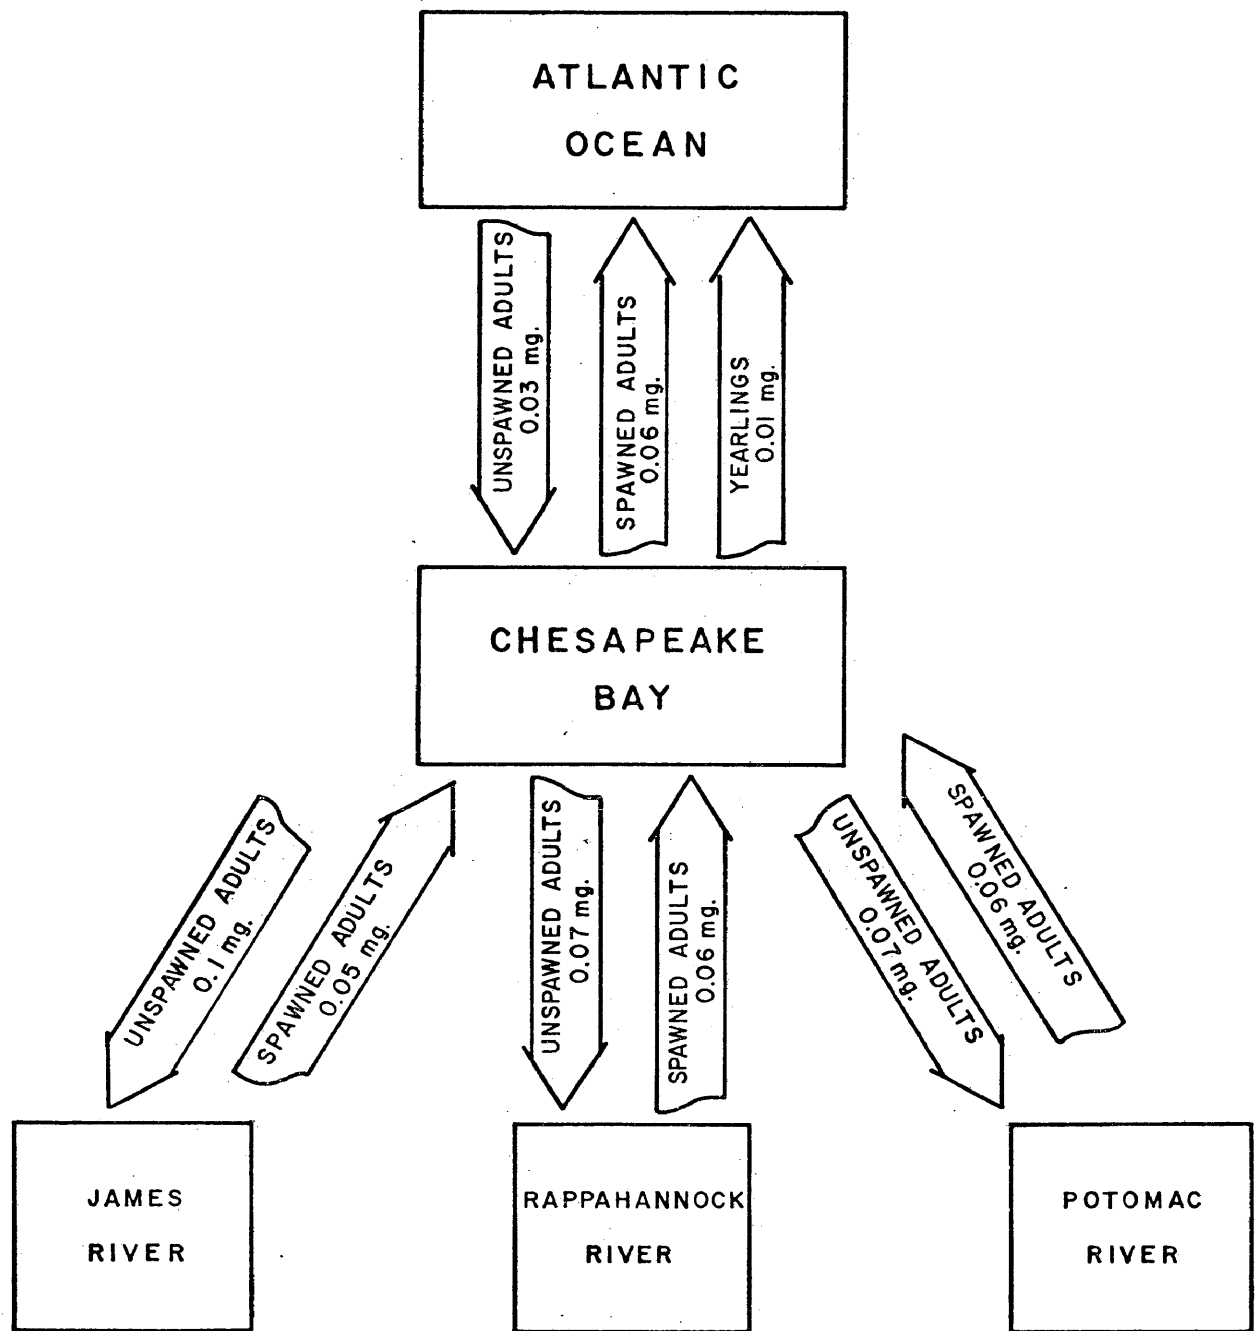 ATLANTIC
OCEAN
UNSPAWNED ADULTS
0.03 mg.
SPAWNED ADULTS
0.06 mg.
YEARLINGS
0.01 mg.
CHESAPEAKE
BAY
UNSPAWNED ADULTS
0.1 mg.
SPAWNED ADULTS
0.05 mg.
UNSPAWNED ADULTS
0.07 mg.
SPAWNED ADULTS
0.06 mg.
UNSPAWNED ADULTS
0.07 mg.
SPAWNED ADULTS
0.06 mg.
JAMES
RIVER
RAPPAHANNOCK
RIVER
POTOMAC
RIVER